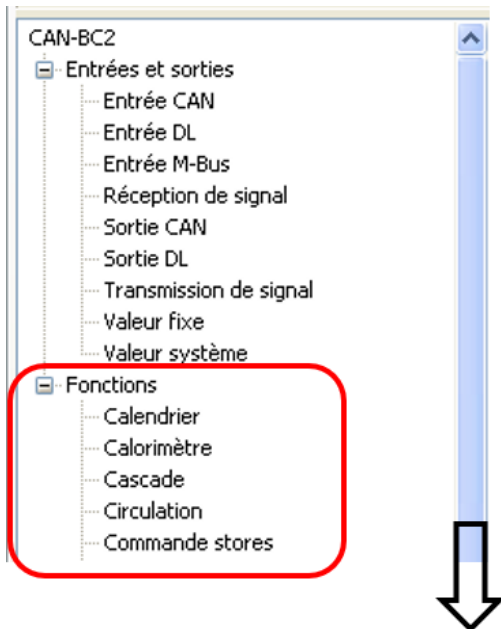 CAN-BC2
Entrées et sorties
Entrée CAN
Entrée DL
Entrée M-Bus
Réception de signal
Sortie CAN
Sortie DL
Transmission de signal
Valeur fixe
Valeur système
Fonctions
Calendrier
Calorimètre
Cascade
Circulation
Commande stores